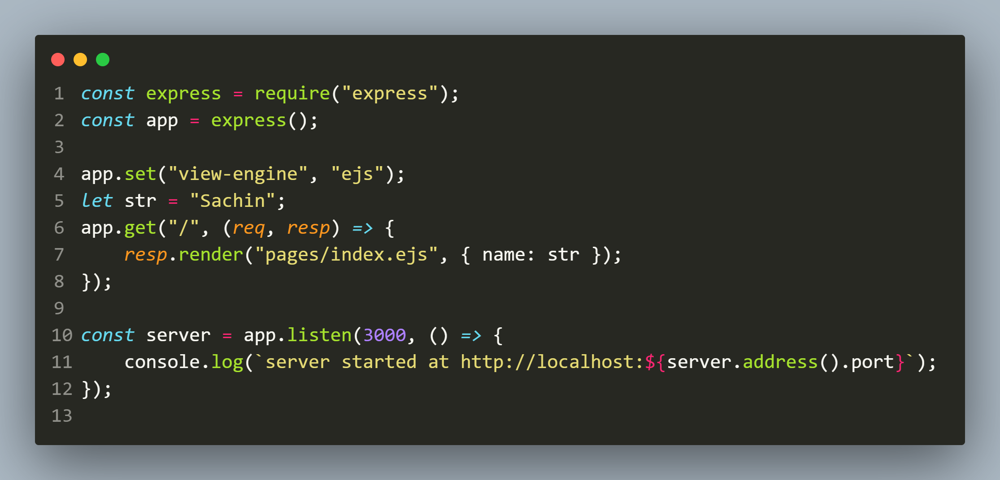 1 const express = require("express");
2 const app = express();
3
4 app.set("view-engine", "ejs");
5 let str = "Sachin";
6 app.get("/", (req, resp) => {
7     resp.render("pages/index.ejs", { name: str });
8 });
9
10 const server = app.listen(3000, () => {
11     console.log(`server started at http://localhost:${server.address().port}`);
12 });
13